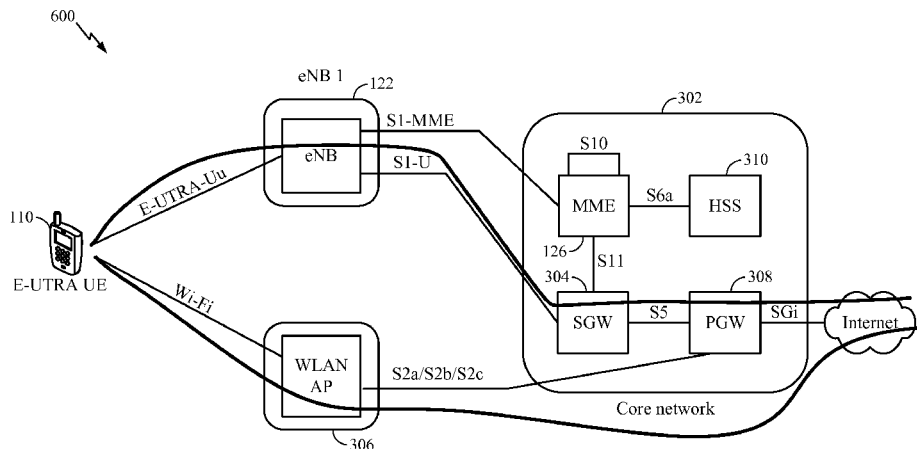 600
eNB 1
122
302
S1-MME
S10
310
eNB
S1-U
E-UTRA-Uu
MME
S6a
HSS
110
126
S11
E-UTRA UE
304
308
Wi-Fi
SGW
S5
PGW
SGi
Internet
WLAN
AP
S2a/S2b/S2c
Core network
306